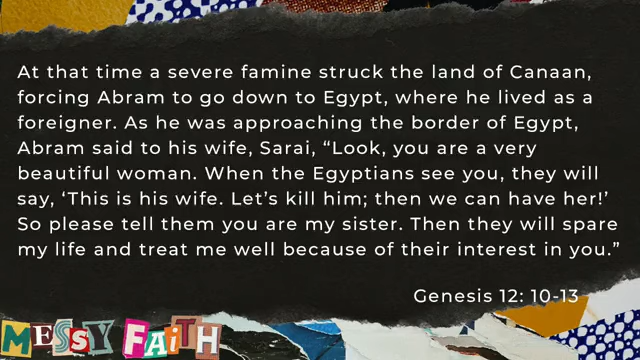 At that time a severe famine struck the land of Canaan,
forcing Abram to go down to Egypt, where he lived as a
foreigner. As he was approaching the border of Egypt,
Abram said to his wife, Sarai, “Look, you are a very
beautiful woman. When the Egyptians see you, they will
say, ‘This is his wife. Let’s kill him; then we can have her!’
So please tell them you are my sister. Then they will spare
my life and treat me well because of their interest in you.”
Genesis 12: 10-13
MESSY FAiTH